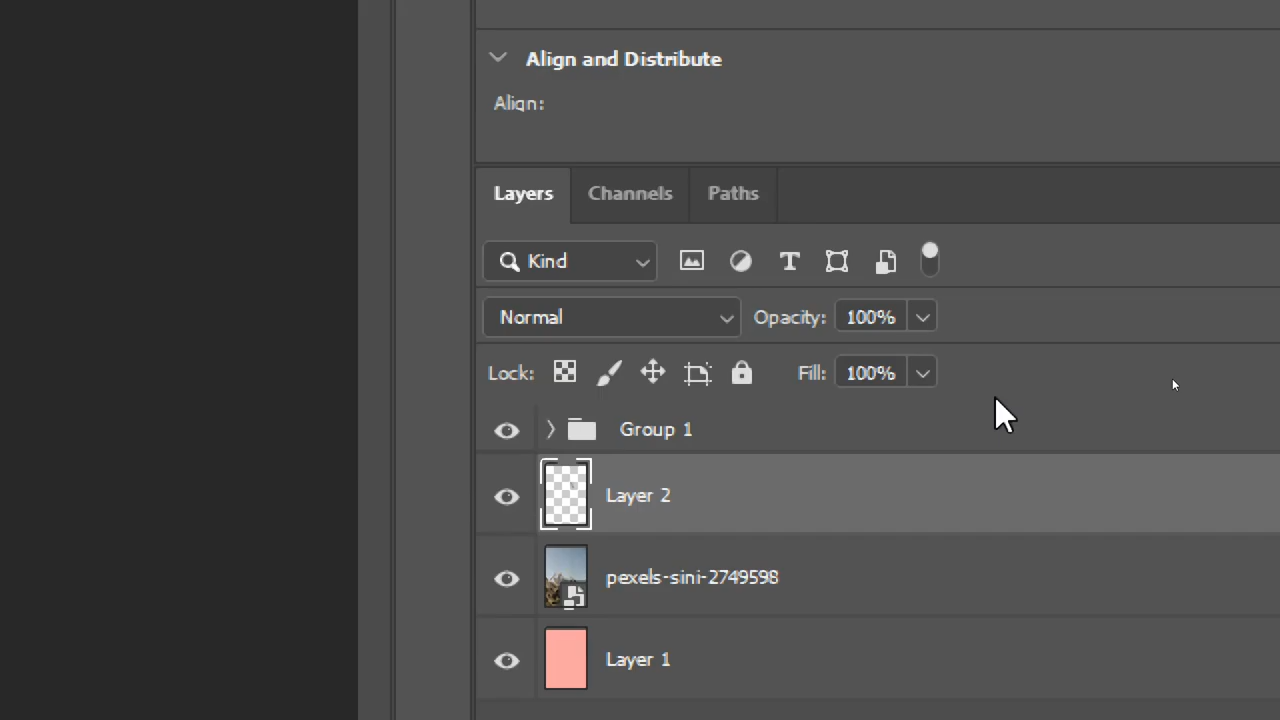 Align and Distribute
Align:
Layers Channels Paths
Kind
Normal Opacity: 100%
Lock: Fill: 100%
Group 1
Layer 2
pexels-sini-2749598
Layer 1